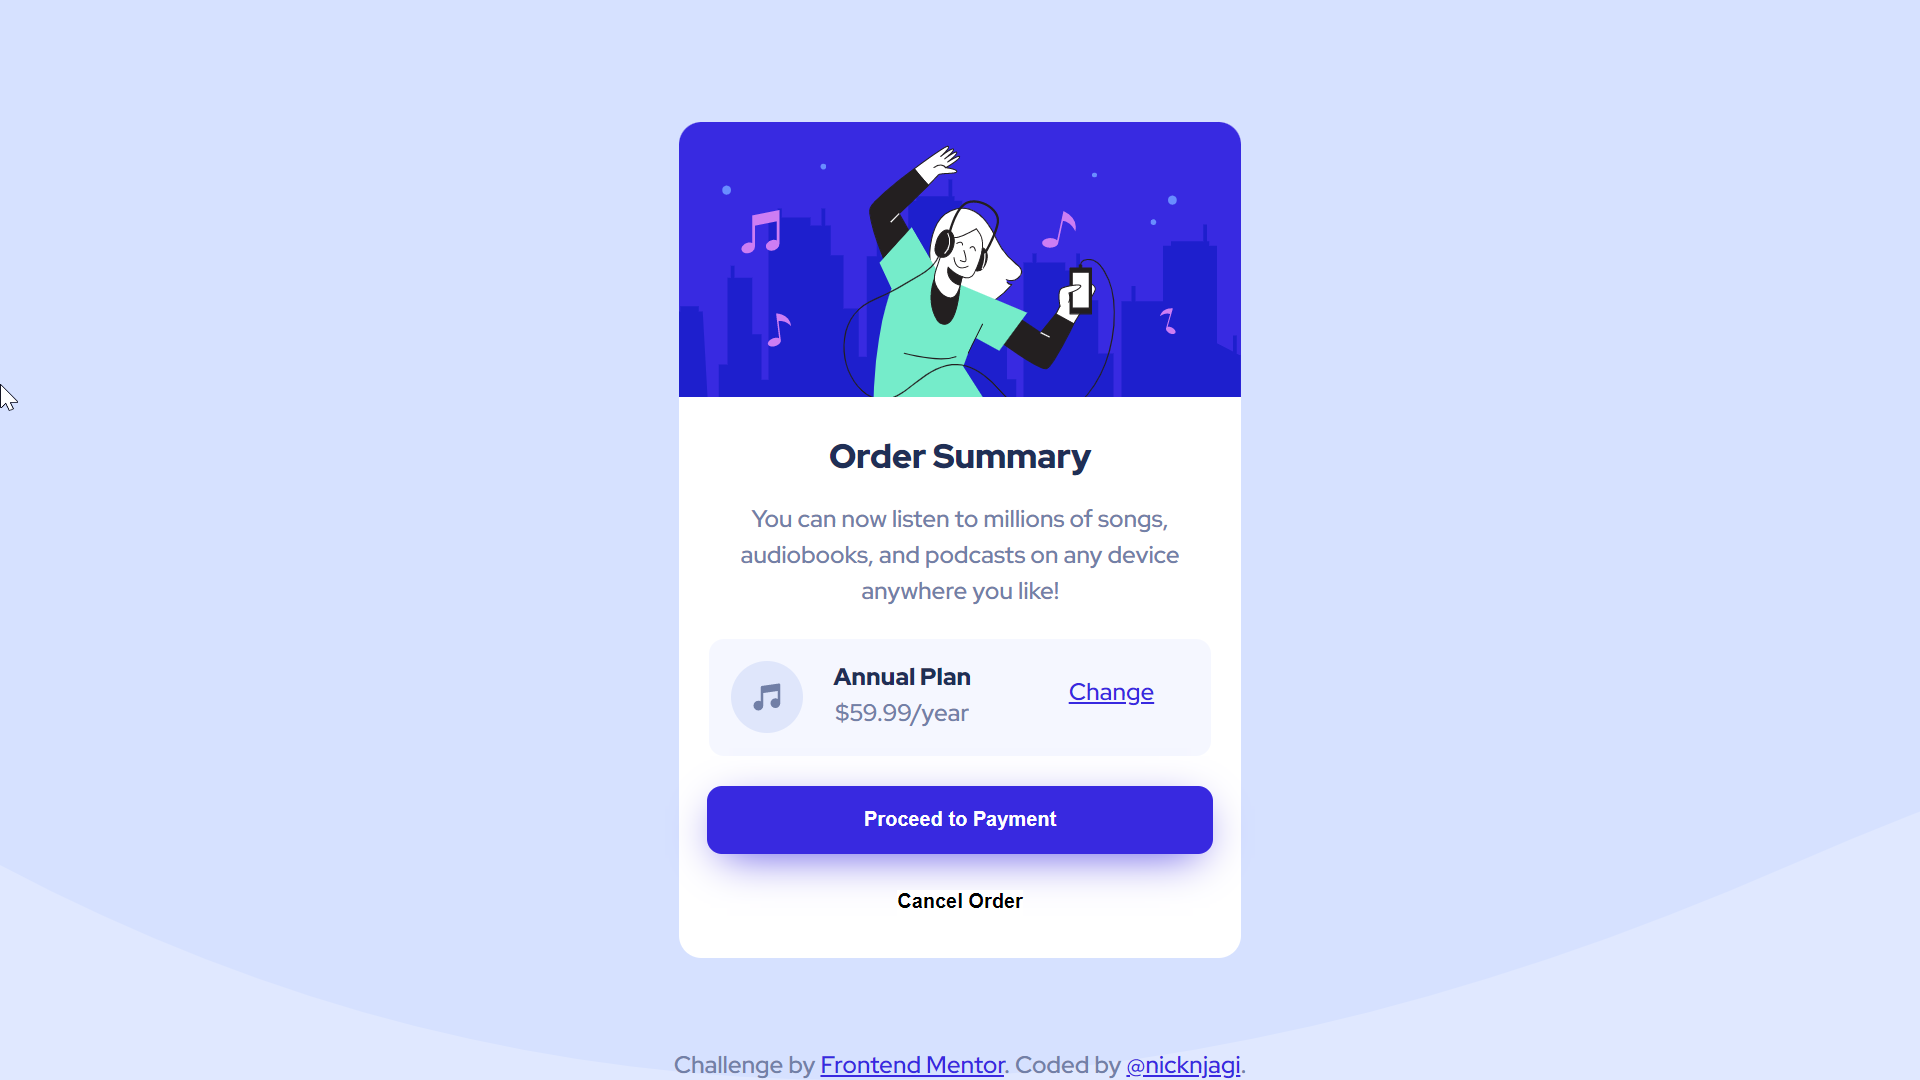 Order Summary
You can now listen to millions of songs,
audiobooks, and podcasts on any device
anywhere you like!
Annual Plan
$59.99/year
Change
Proceed to Payment
Cancel Order
Challenge by Frontend Mentor. Coded by @nicknjagi.